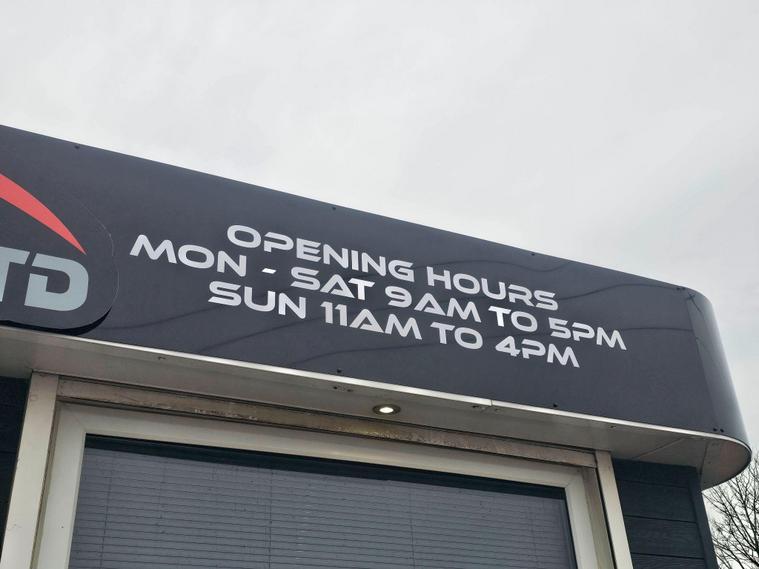 TD
OPENING HOURS
MON - SAT 9AM TO 5PM
SUN 11AM TO 4PM